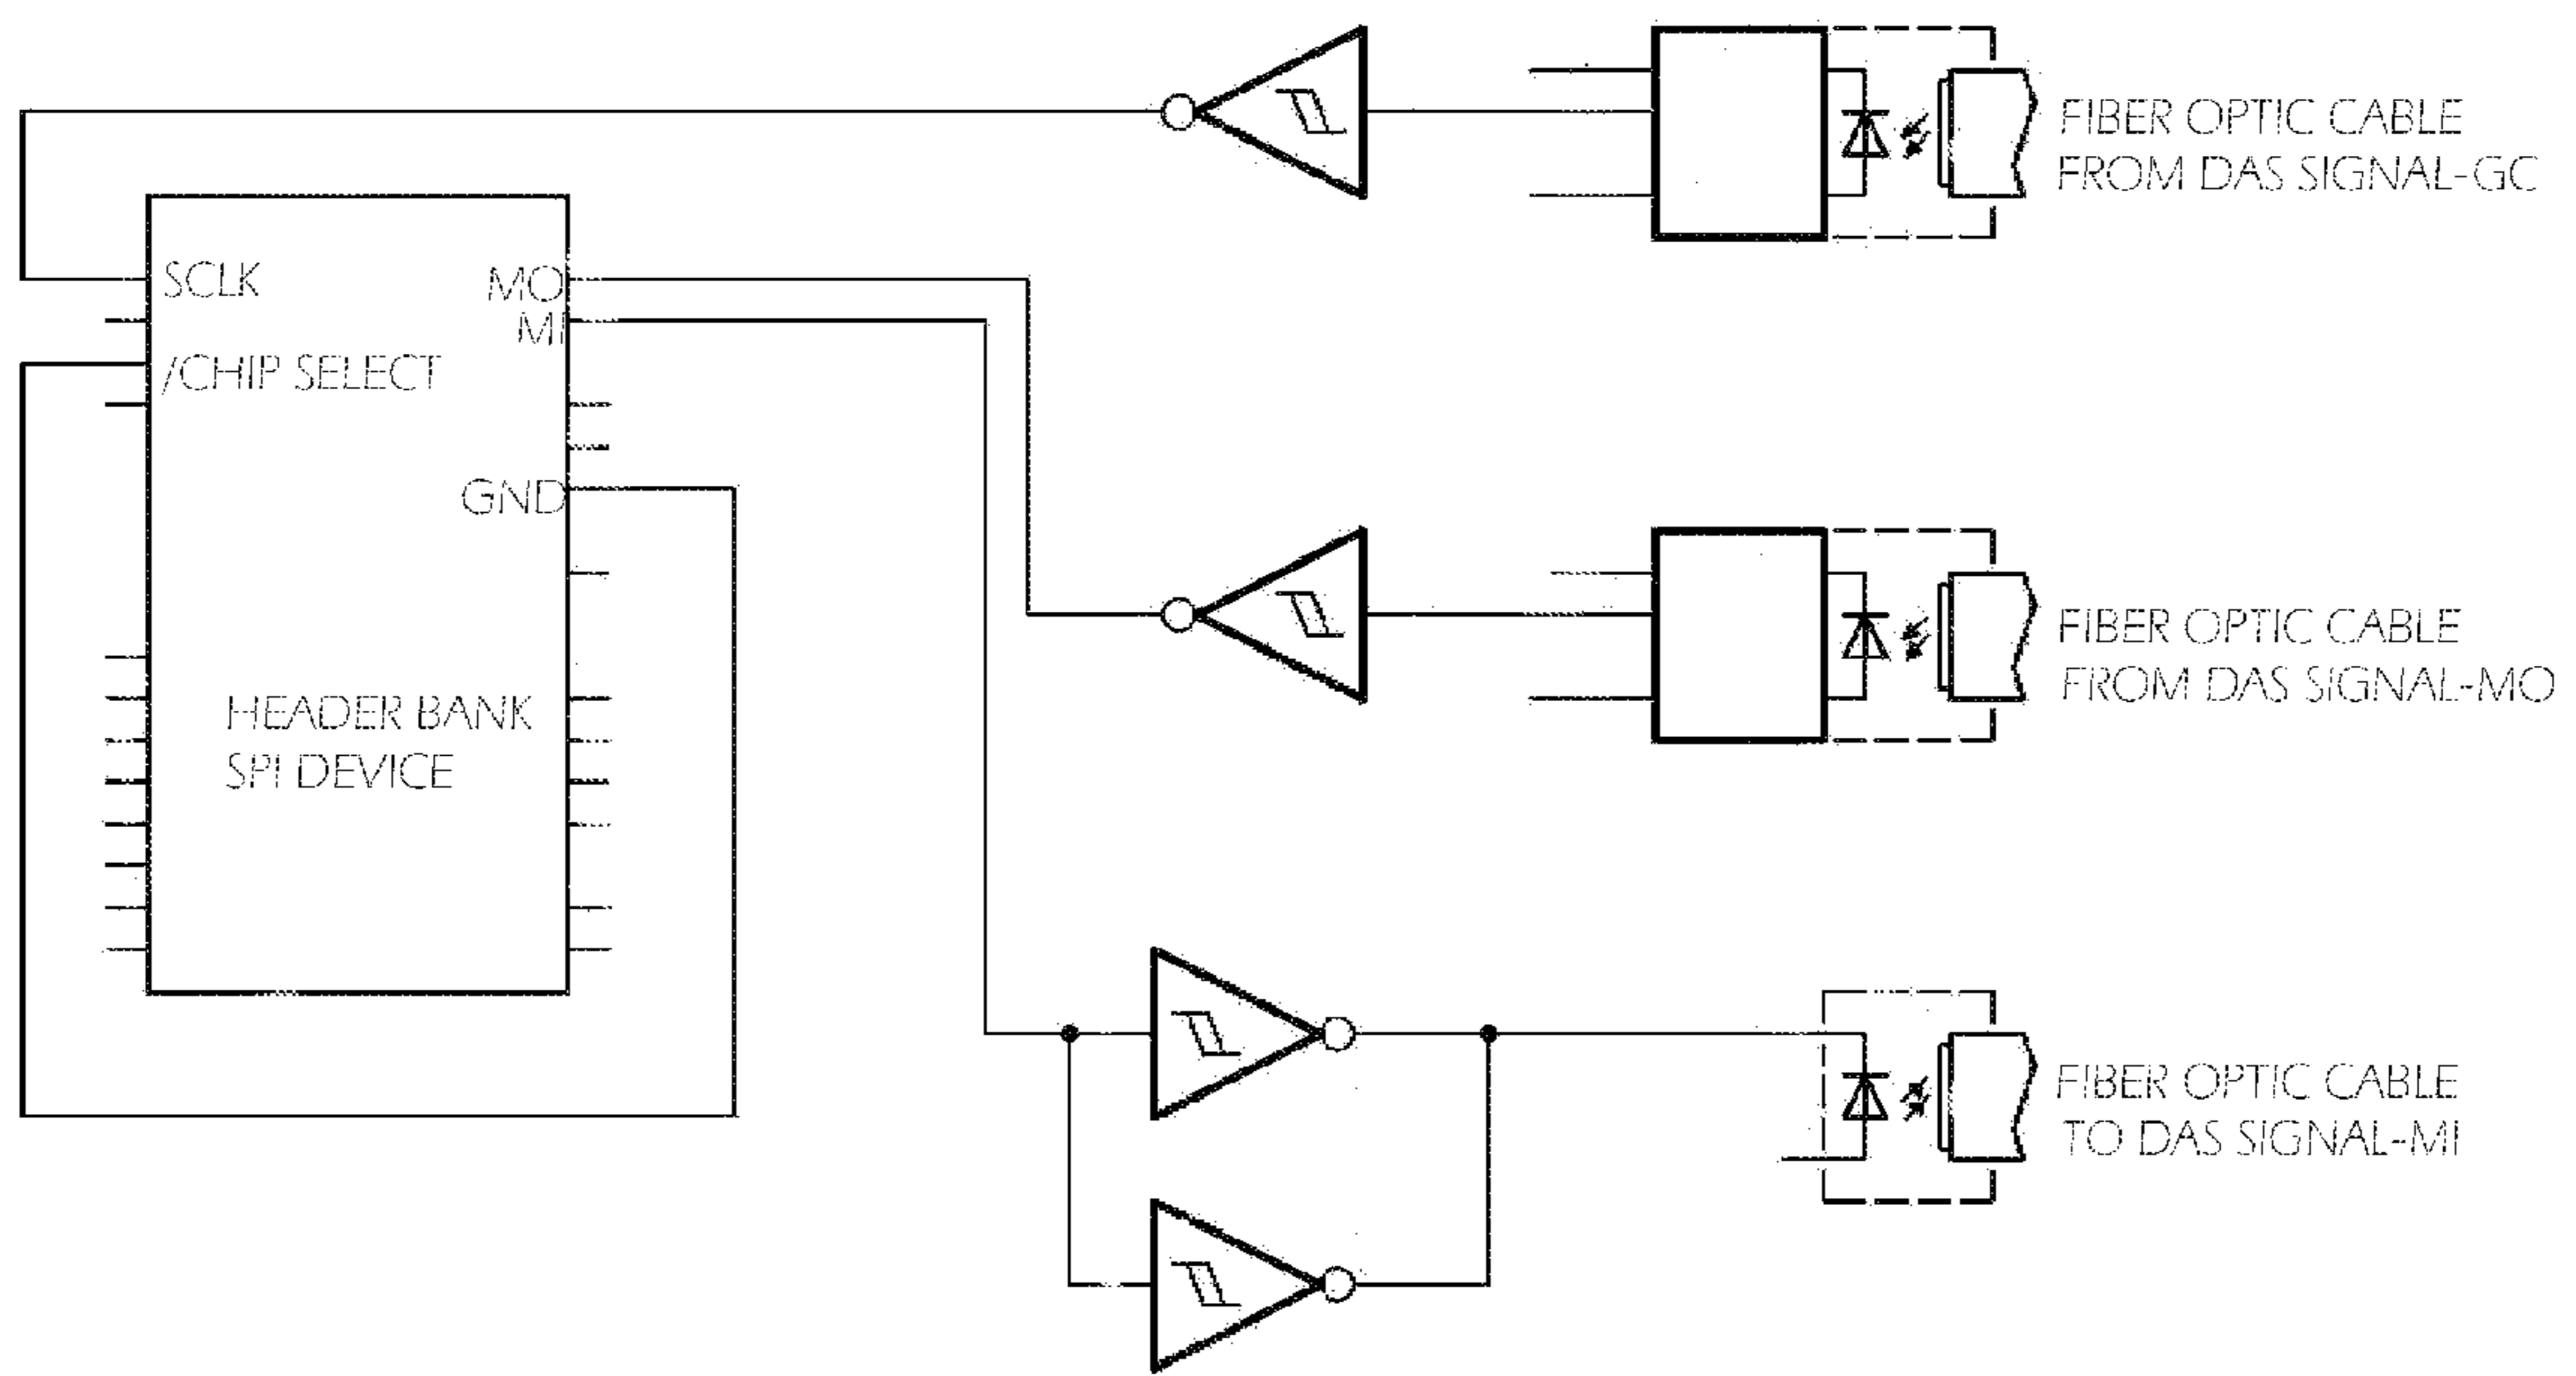 FIBER OPTIC CABLE
FROM DAS SIGNAL-GC
SCLK
MO
MI
/CHIP SELECT
GND
FIBER OPTIC CABLE
FROM DAS SIGNAL-MO
HEADER BANK
SPI DEVICE
FIBER OPTIC CABLE
TO DAS SIGNAL-MI